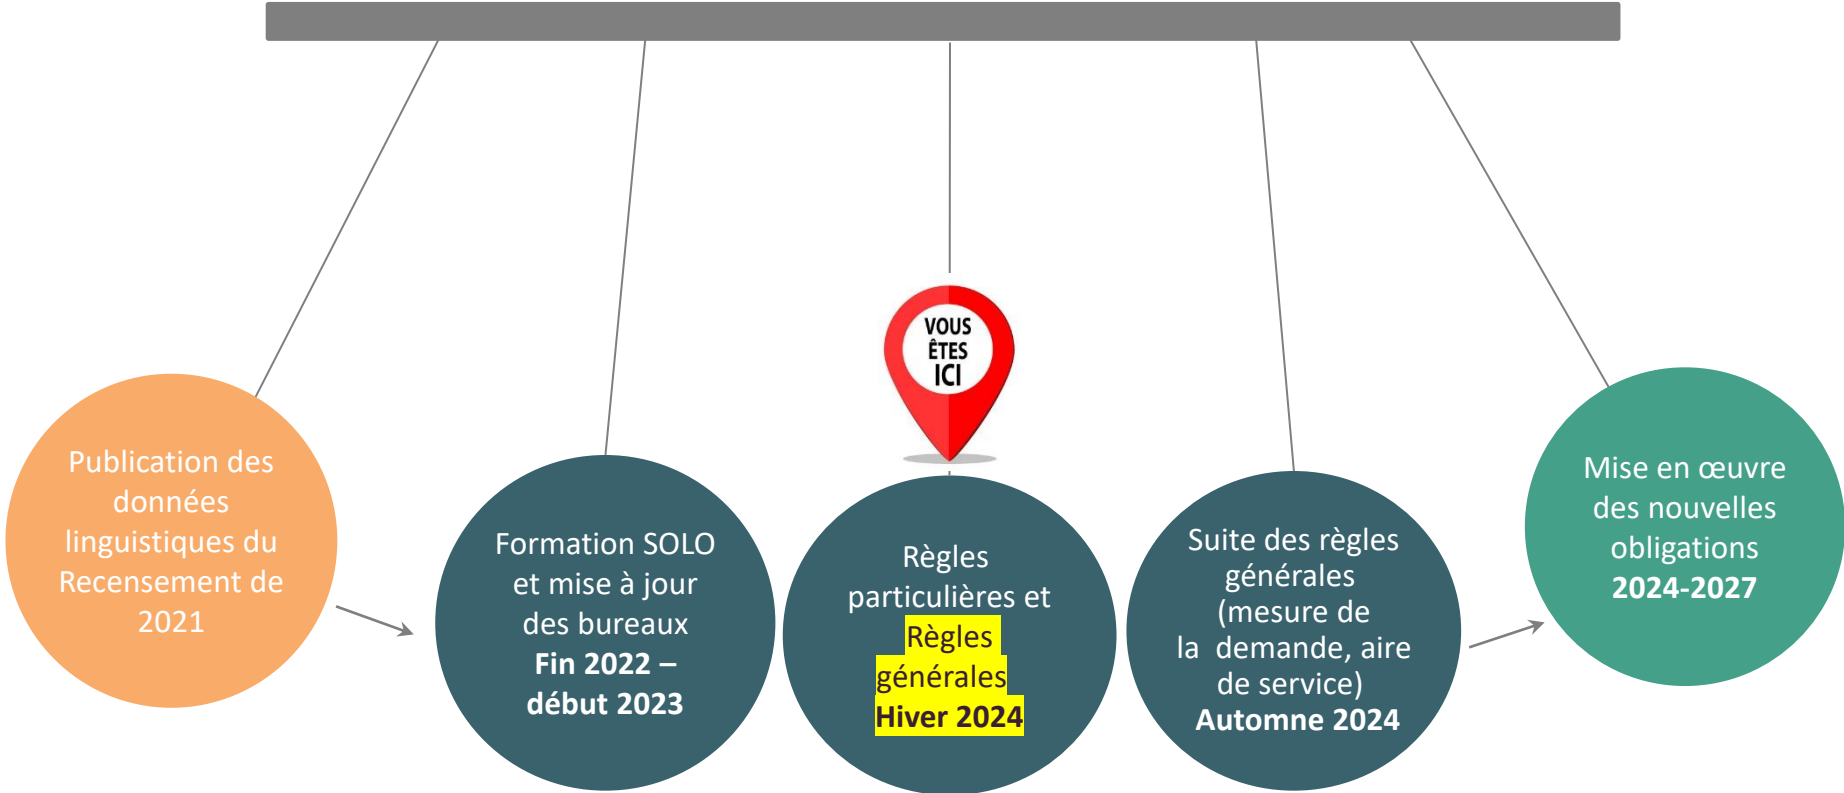 VOUS
ÊTES
ICI
Publication des
données
linguistiques du
Recensement de
2021
Formation SOLO
et mise à jour
des bureaux
Fin 2022 –
début 2023
Règles
particulières et
Règles
générales
Hiver 2024
Suite des règles
générales
(mesure de
la demande, aire
de service)
Automne 2024
Mise en œuvre
des nouvelles
obligations
2024-2027